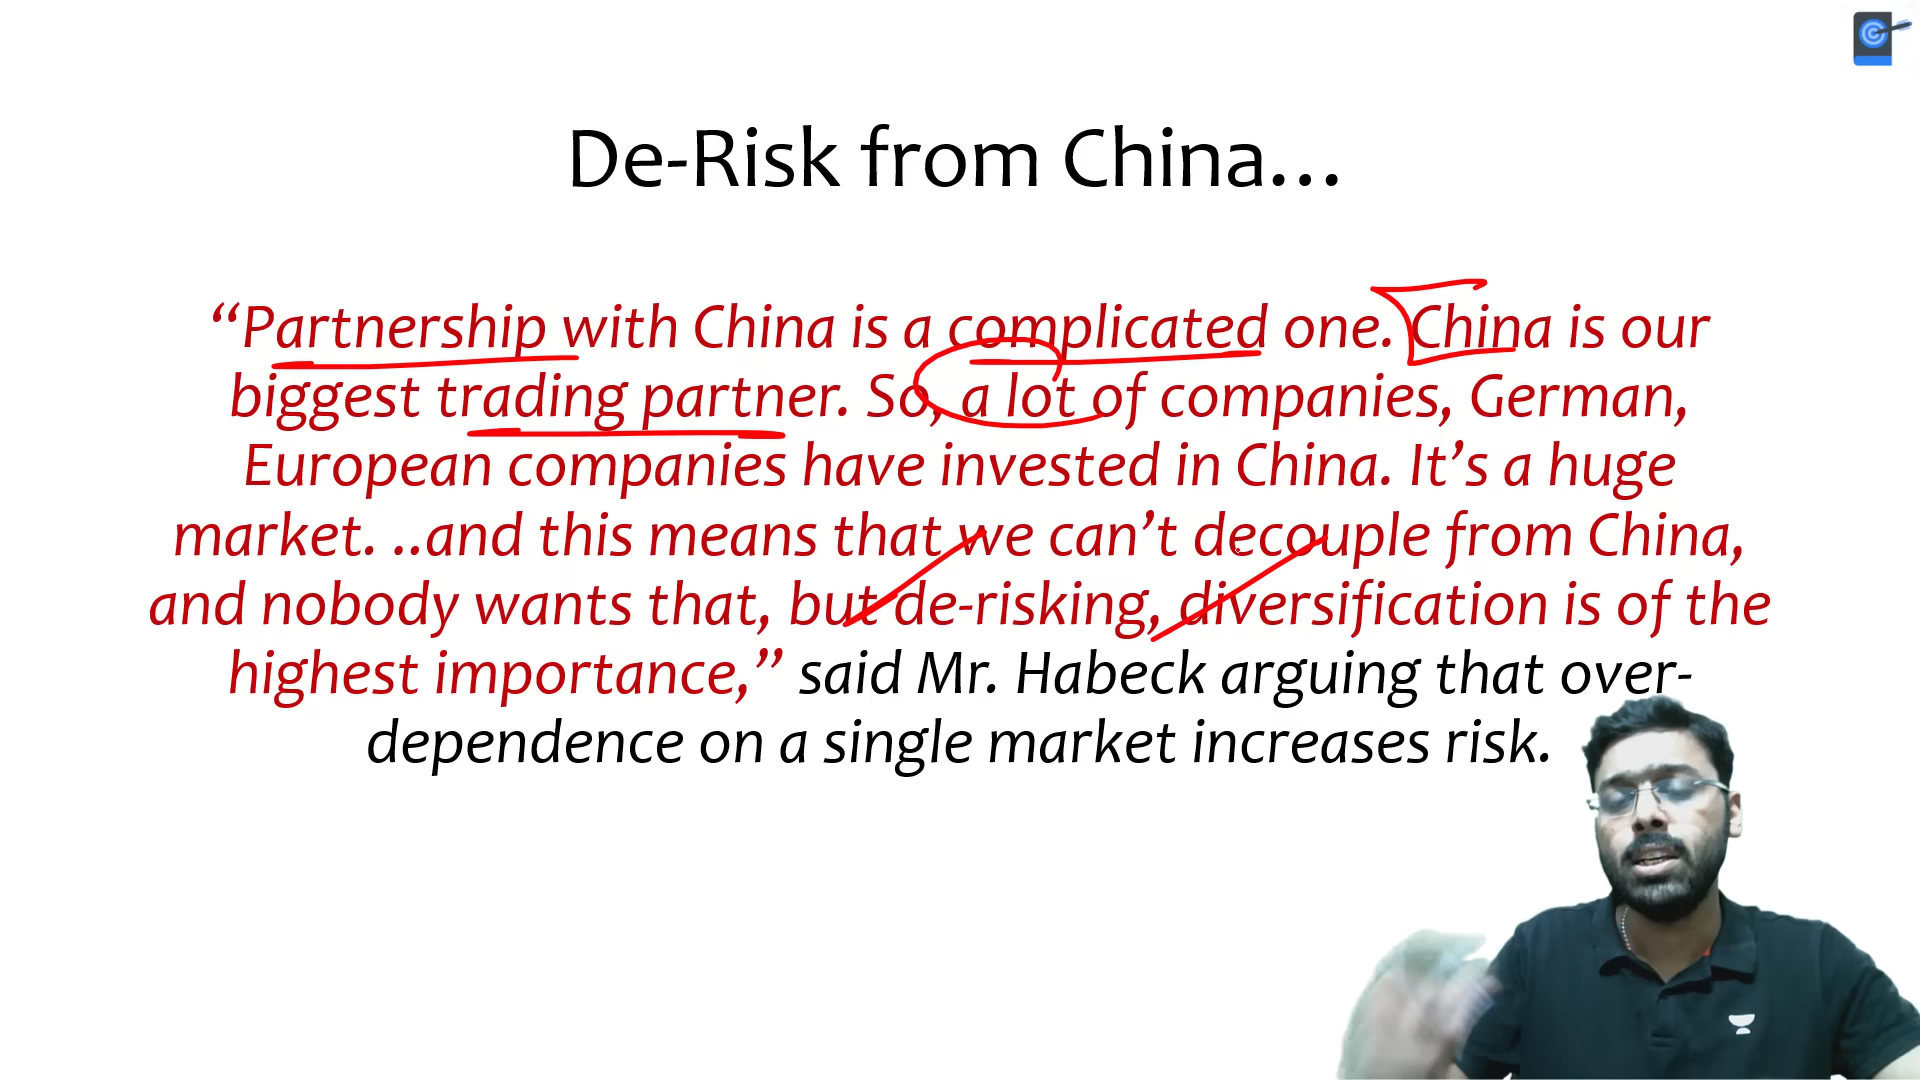 De-Risk from China...
“Partnership with China is a complicated one. China is our
biggest trading partner. So, a lot of companies, German,
European companies have invested in China. It’s a huge
market. ..and this means that we can’t decouple from China,
and nobody wants that, but de-risking, diversification is of the
highest importance,” said Mr. Habeck arguing that over-
dependence on a single market increases risk.